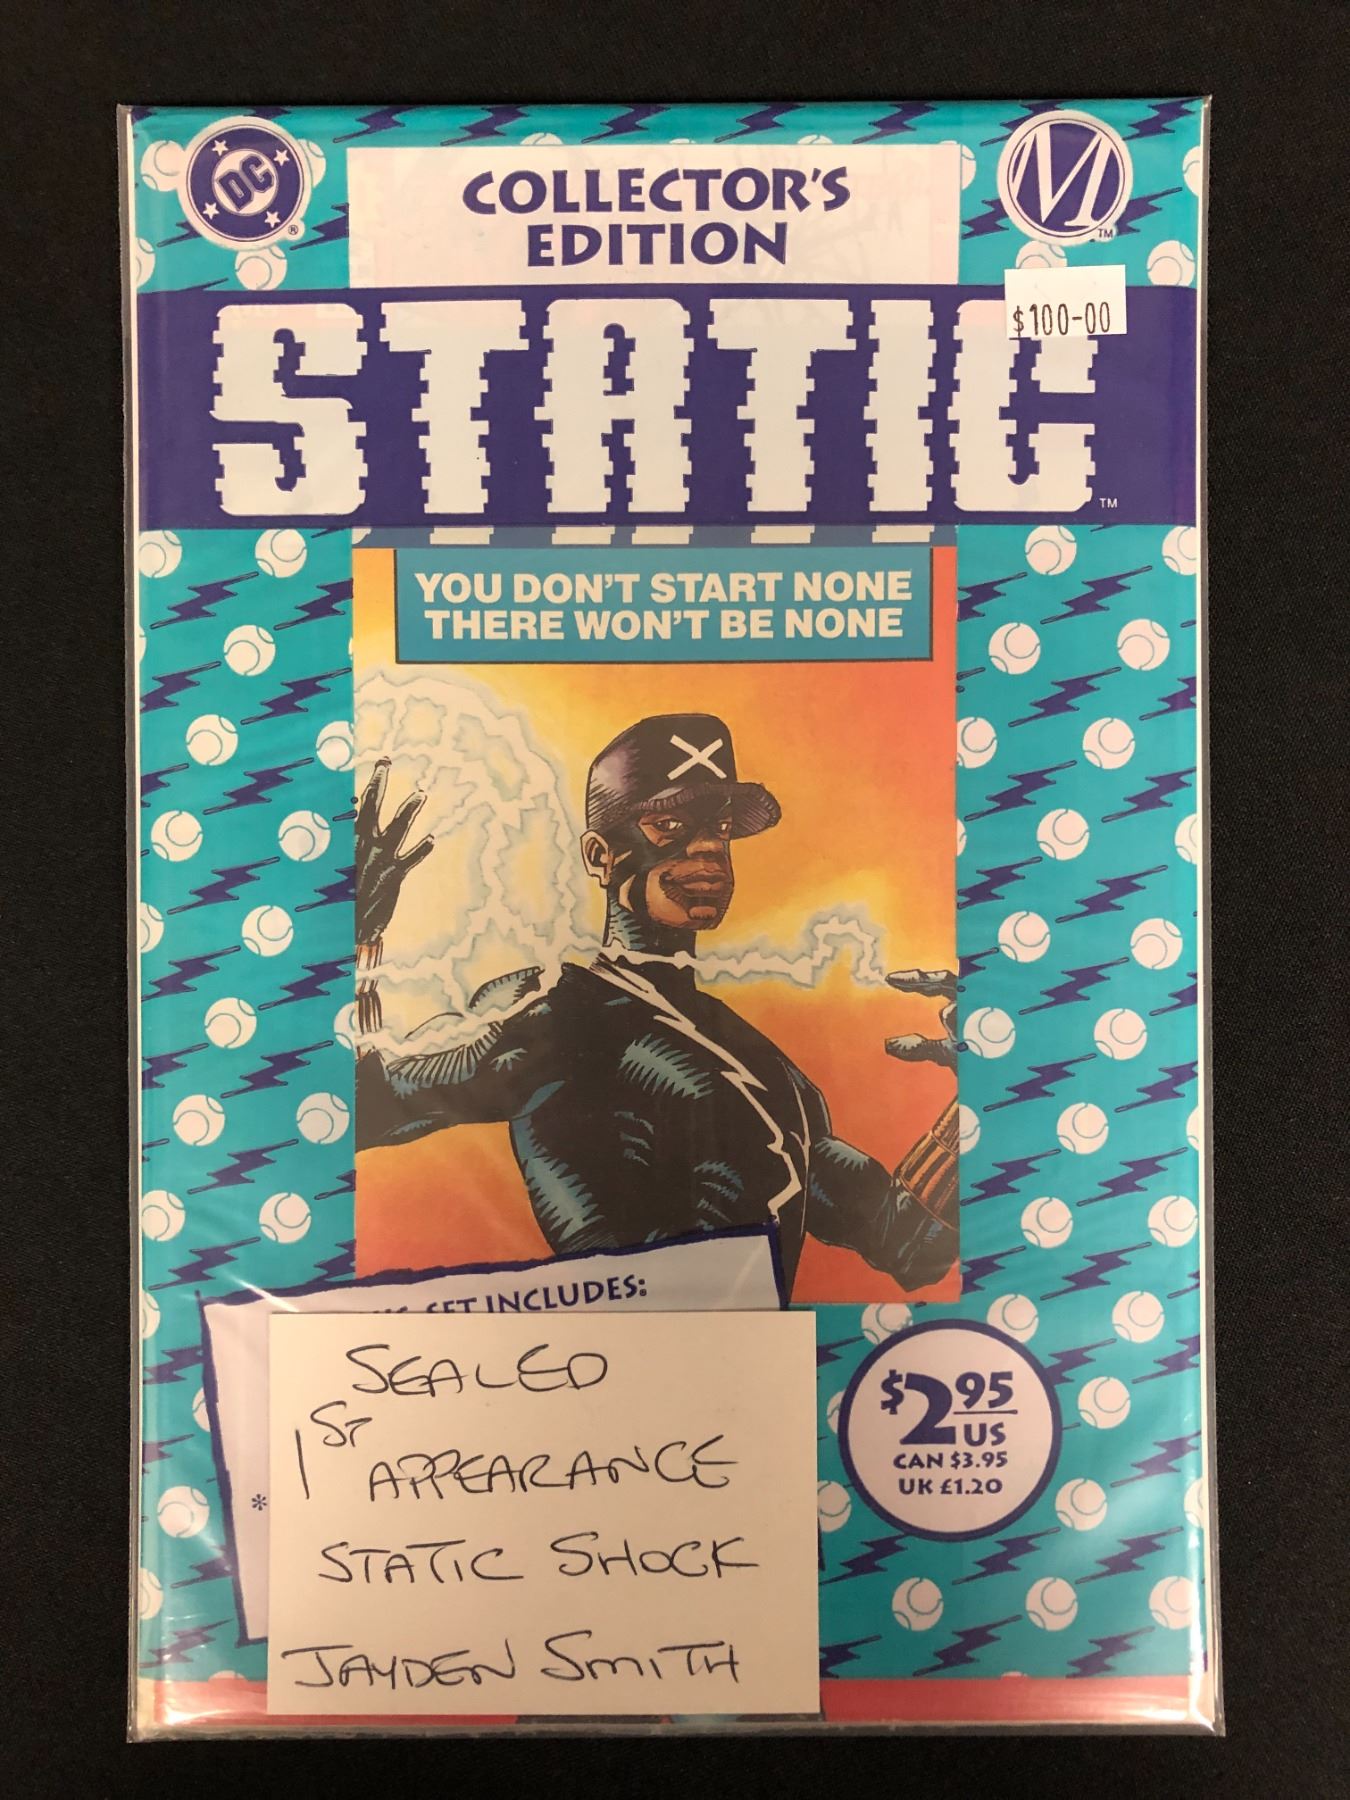 DC
®
M
TM
COLLECTOR'S
EDITION
$100-00
STATIC
TM
YOU DON'T START NONE
THERE WON'T BE NONE
X
SET INCLUDES:
SEALED
1ST APPEARANCE
STATIC SHOCK
JAYDEN SMITH
*
$2.95
US
CAN $3.95
UK £1.20